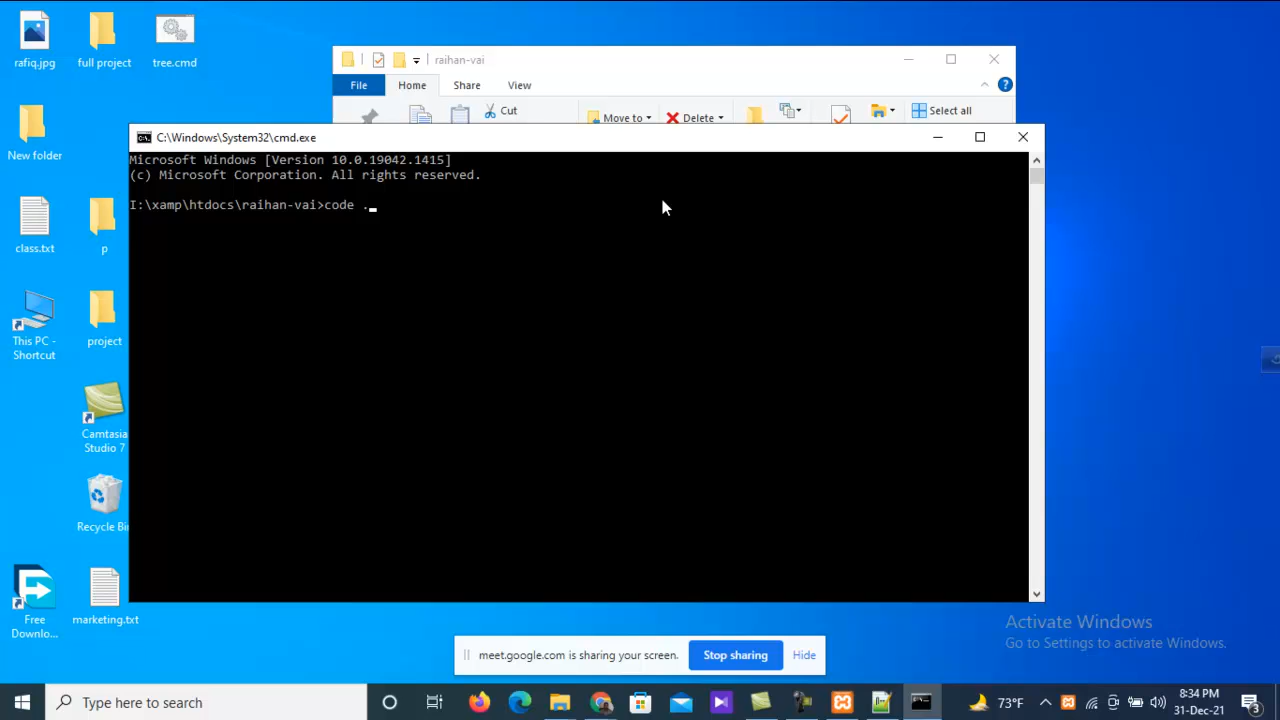 rafiq.jpg
full project
tree.cmd
raihan-vai
File
Home
Share
View
Cut
Move to
Delete
Select all
New folder
C:\Windows\System32\cmd.exe
Microsoft Windows [Version 10.0.19042.1415]
(c) Microsoft Corporation. All rights reserved.
I:\xamp\htdocs\raihan-vai>code .
class.txt
p
This PC -
Shortcut
project
Camtasia
Studio 7
Recycle Bi
Free
Downlo...
marketing.txt
Activate Windows
Go to Settings to activate Windows.
meet.google.com is sharing your screen.
Stop sharing
Hide
Type here to search
73°F
8:34 PM
31-Dec-21
3